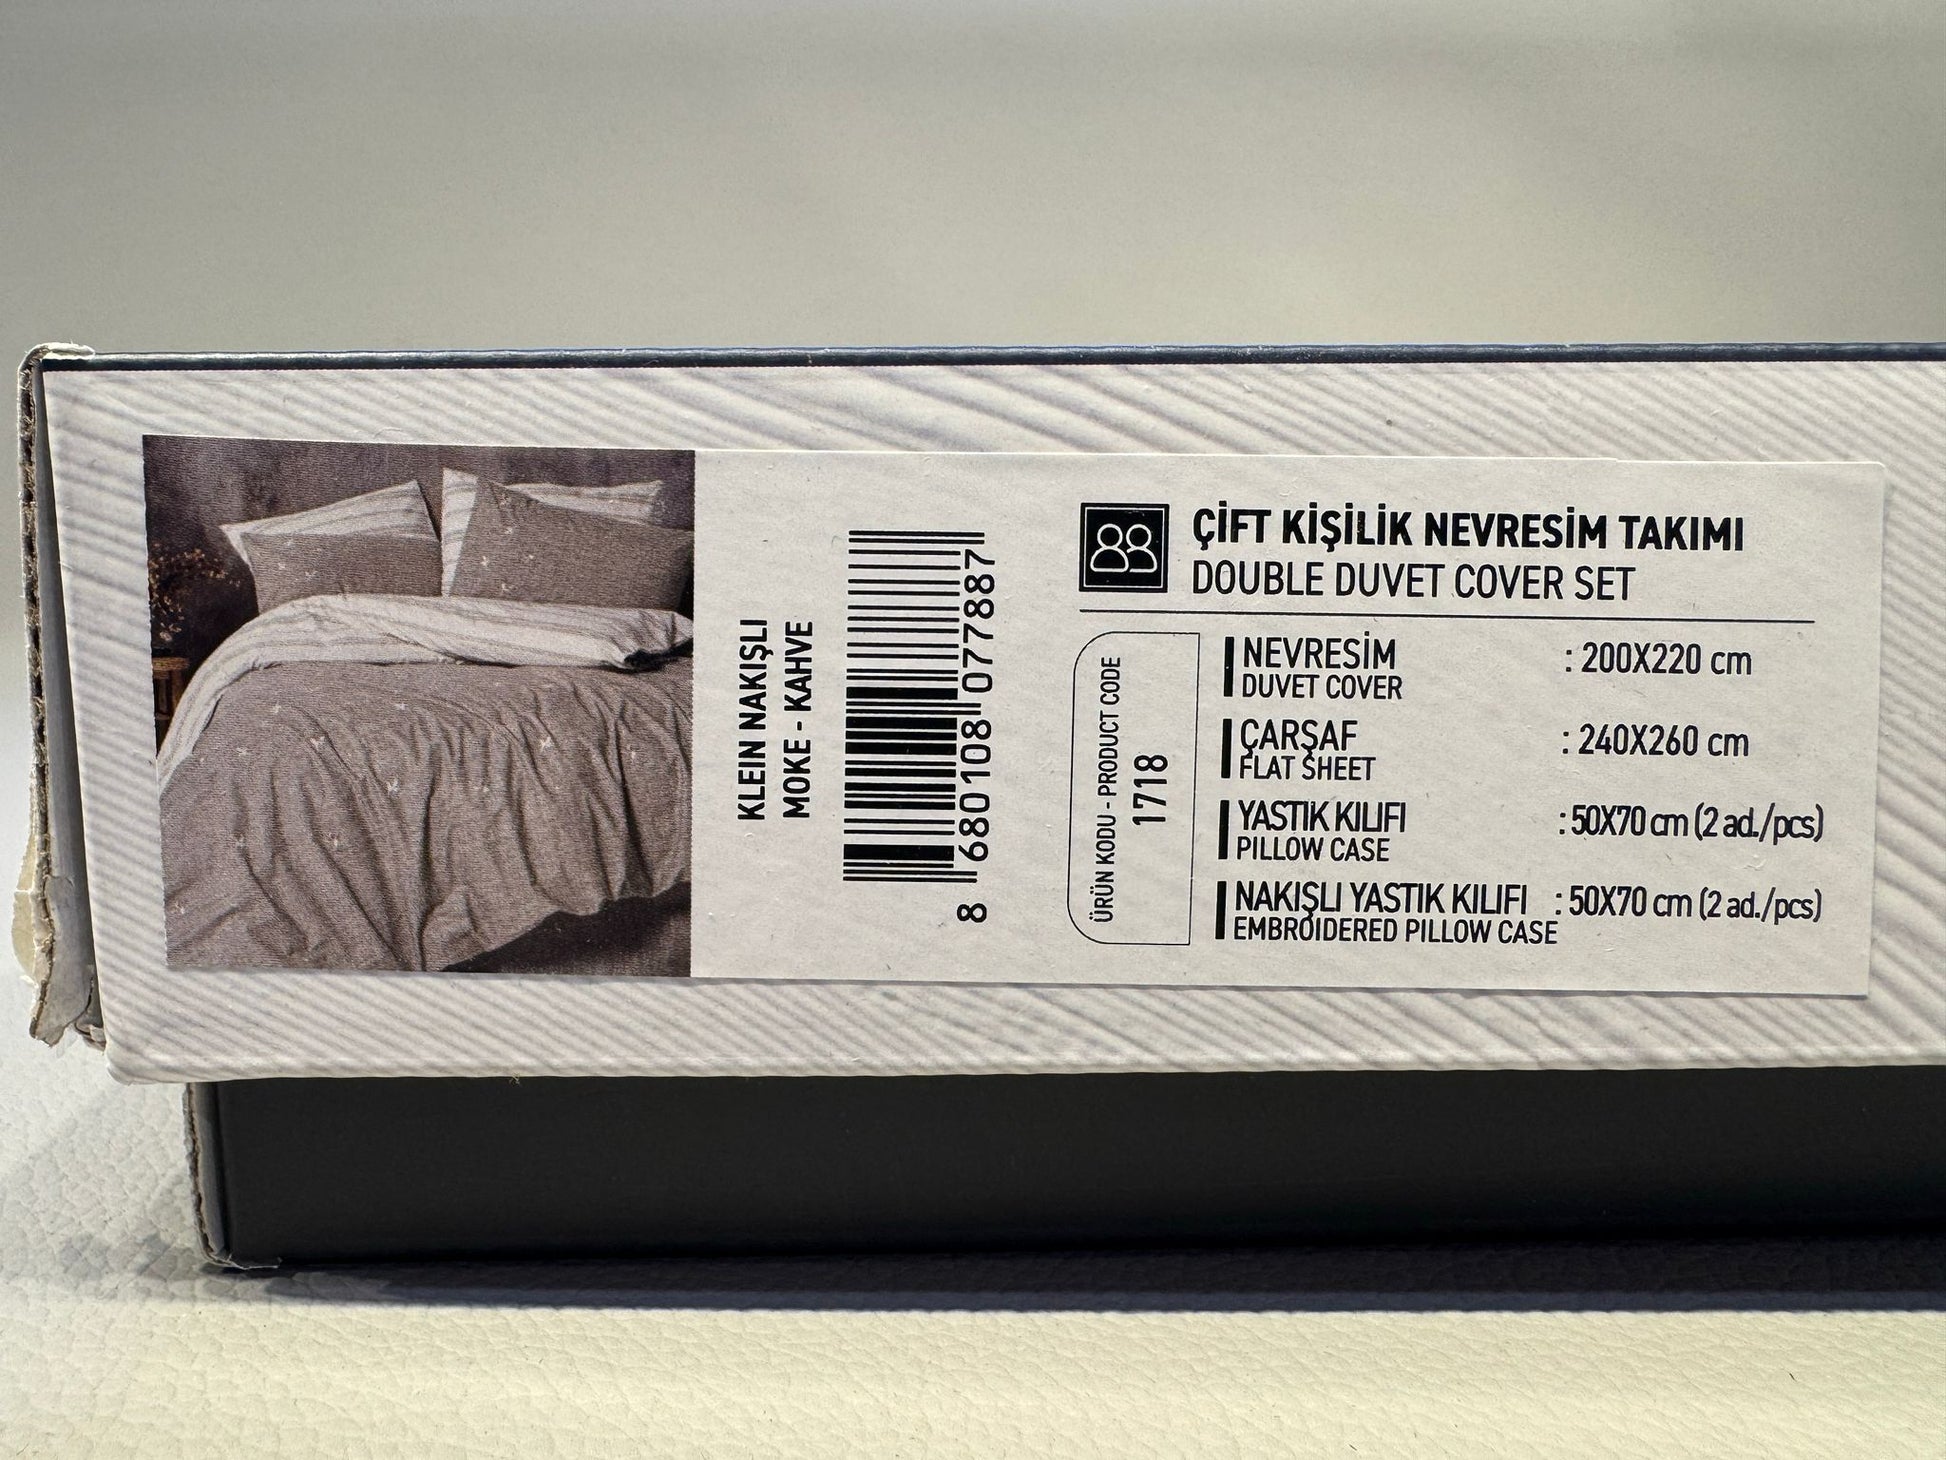 KLEIN NAKIŞLI
MOKE - KAHVE
8 680108 077887
ÜRÜN KODU - PRODUCT CODE
1718
ÇİFT KİŞİLİK NEVRESİM TAKIMI
DOUBLE DUVET COVER SET
NEVRESİM : 200X220 cm
DUVET COVER
ÇARŞAF : 240X260 cm
FLAT SHEET
YASTIK KILIFI : 50X70 cm (2 ad./pcs)
PILLOW CASE
NAKIŞLI YASTIK KILIFI : 50X70 cm (2 ad./pcs)
EMBROIDERED PILLOW CASE